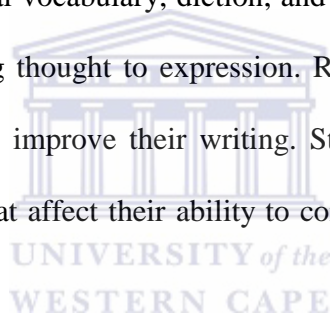 al vocabulary, diction, and
g thought to expression. R
improve their writing. St
at affect their ability to co
UNIVERSITY of the
WESTERN CAPE